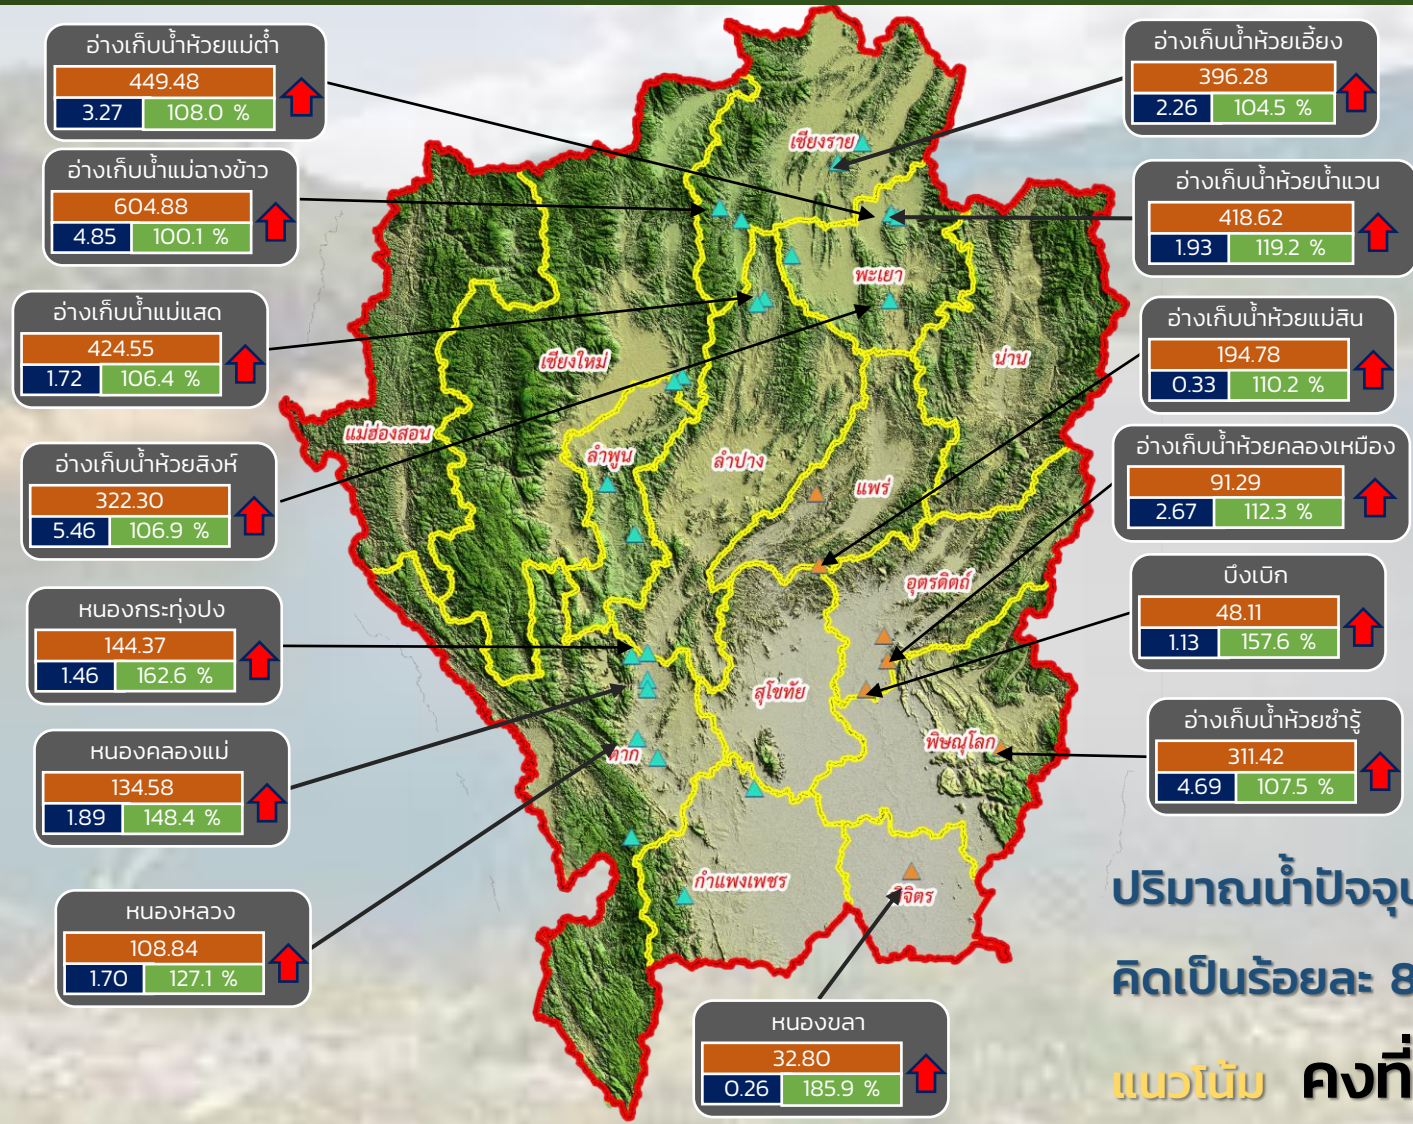 อ่างเก็บน้ำห้วยแม่ต๋ำ
449.48
3.27 108.0 %
อ่างเก็บน้ำแม่ฉางข้าว
604.88
4.85 100.1 %
อ่างเก็บน้ำแม่แสด
424.55
1.72 106.4 %
อ่างเก็บน้ำห้วยสิงห์
322.30
5.46 106.9 %
หนองกระทุ่งปง
144.37
1.46 162.6 %
หนองคลองแม่
134.58
1.89 148.4 %
หนองหลวง
108.84
1.70 127.1 %
เชียงราย
พะเยา
น่าน
เชียงใหม่
แม่ฮ่องสอน
ลำพูน
ลำปาง
แพร่
อุตรดิตถ์
สุโขทัย
ตาก
พิษณุโลก
กำแพงเพชร
พิจิตร
หนองขลา
32.80
0.26 185.9 %
อ่างเก็บน้ำห้วยเอี้ยง
396.28
2.26 104.5 %
อ่างเก็บน้ำห้วยน้ำแวน
418.62
1.93 119.2 %
อ่างเก็บน้ำห้วยแม่สิน
194.78
0.33 110.2 %
อ่างเก็บน้ำห้วยคลองเหมือง
91.29
2.67 112.3 %
บึงเบิก
48.11
1.13 157.6 %
อ่างเก็บน้ำห้วยซำรู้
311.42
4.69 107.5 %
ปริมาณน้ำปัจจุบ
คิดเป็นร้อยละ 8
แนวโน้ม คงที่